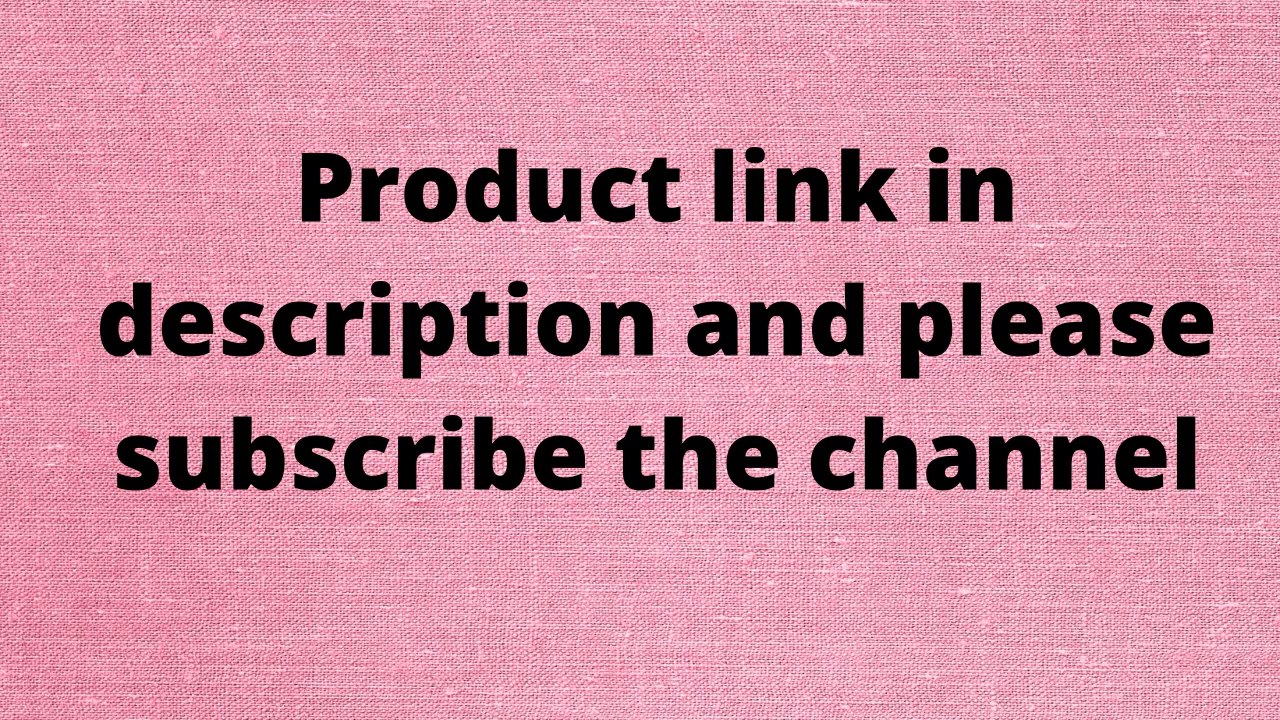 Product link in
description and please
subscribe the channel